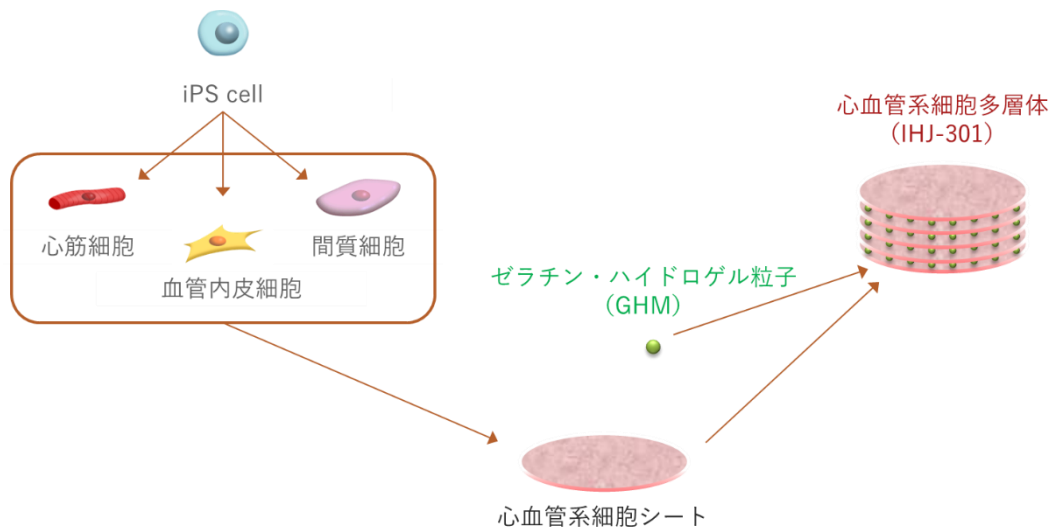 iPS cell
心筋細胞
血管内皮細胞
間質細胞
ゼラチン・ハイドロゲル粒子
（GHM）
心血管系細胞シート
心血管系細胞多層体
（IHJ-301）